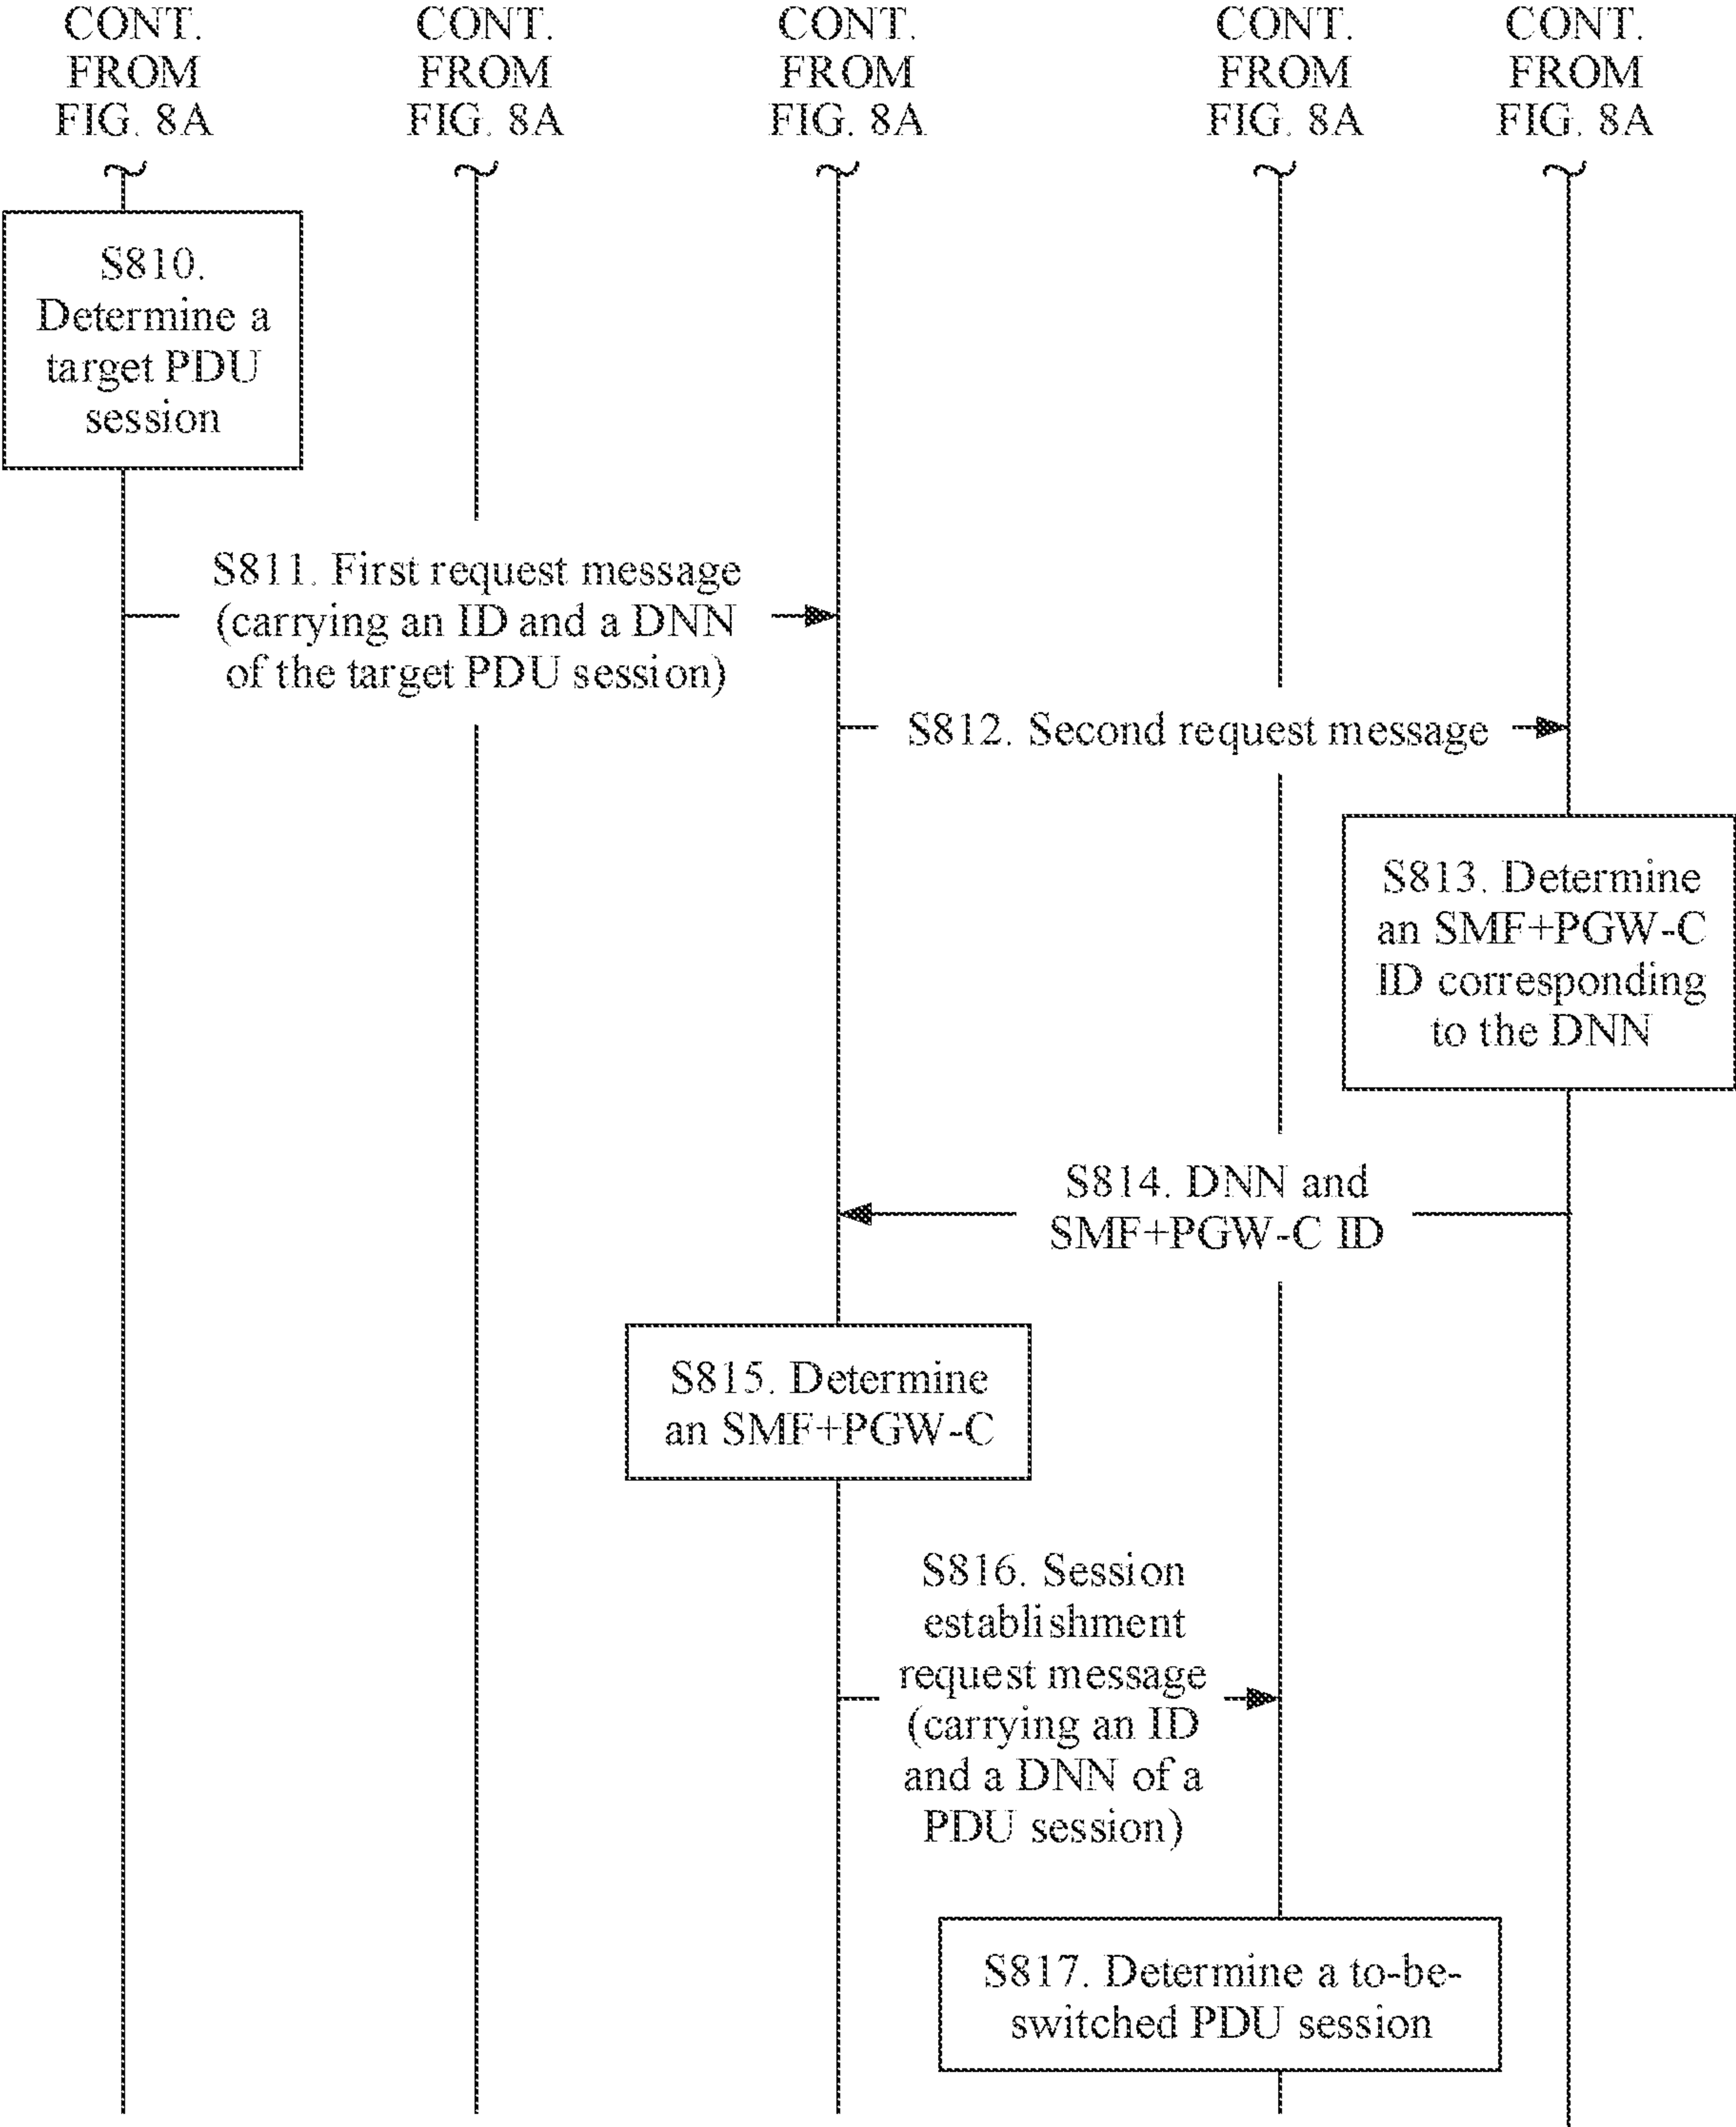 CONT.
FROM
FIG. 8A
CONT.
FROM
FIG. 8A
CONT.
FROM
FIG. 8A
CONT.
FROM
FIG. 8A
CONT.
FROM
FIG. 8A
S810.
Determine a
target PDU
session
S811. First request message
(carrying an ID and a DNN
of the target PDU session)
S812. Second request message
S813. Determine
an SMF+PGW-C
ID corresponding
to the DNN
S814. DNN and
SMF+PGW-C ID
S815. Determine
an SMF+PGW-C
S816. Session
establishment
request message
(carrying an ID
and a DNN of a
PDU session)
S817. Determine a to-be-
switched PDU session